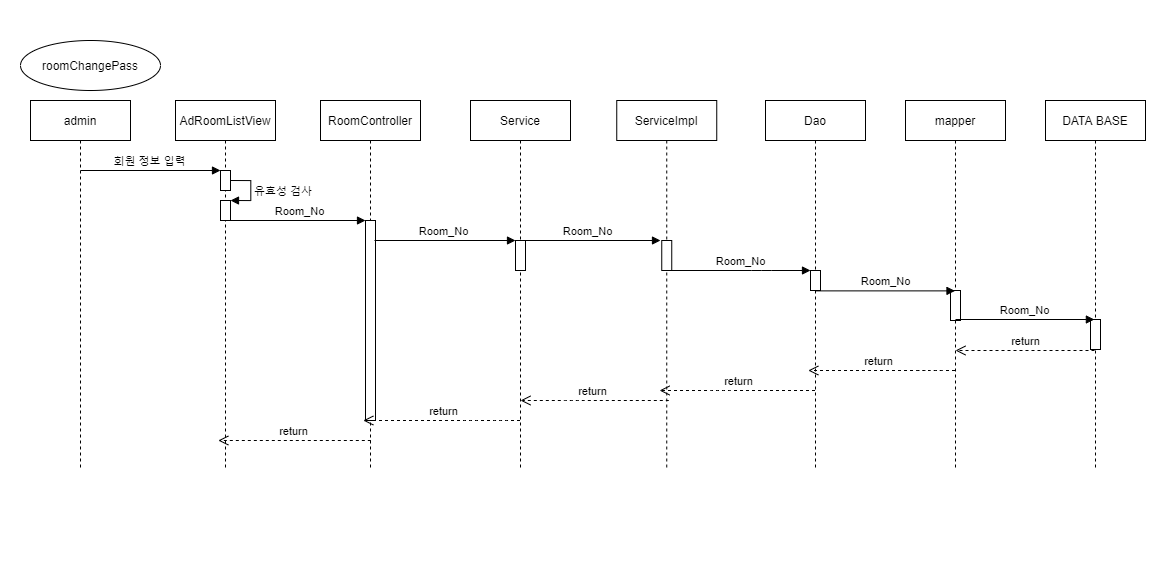 roomChangePass
admin
AdRoomListView
RoomController
Service
ServiceImpl
Dao
mapper
DATA BASE
회원 정보 입력
유효성 검사
Room_No
Room_No
Room_No
Room_No
Room_No
Room_No
return
return
return
return
return
return